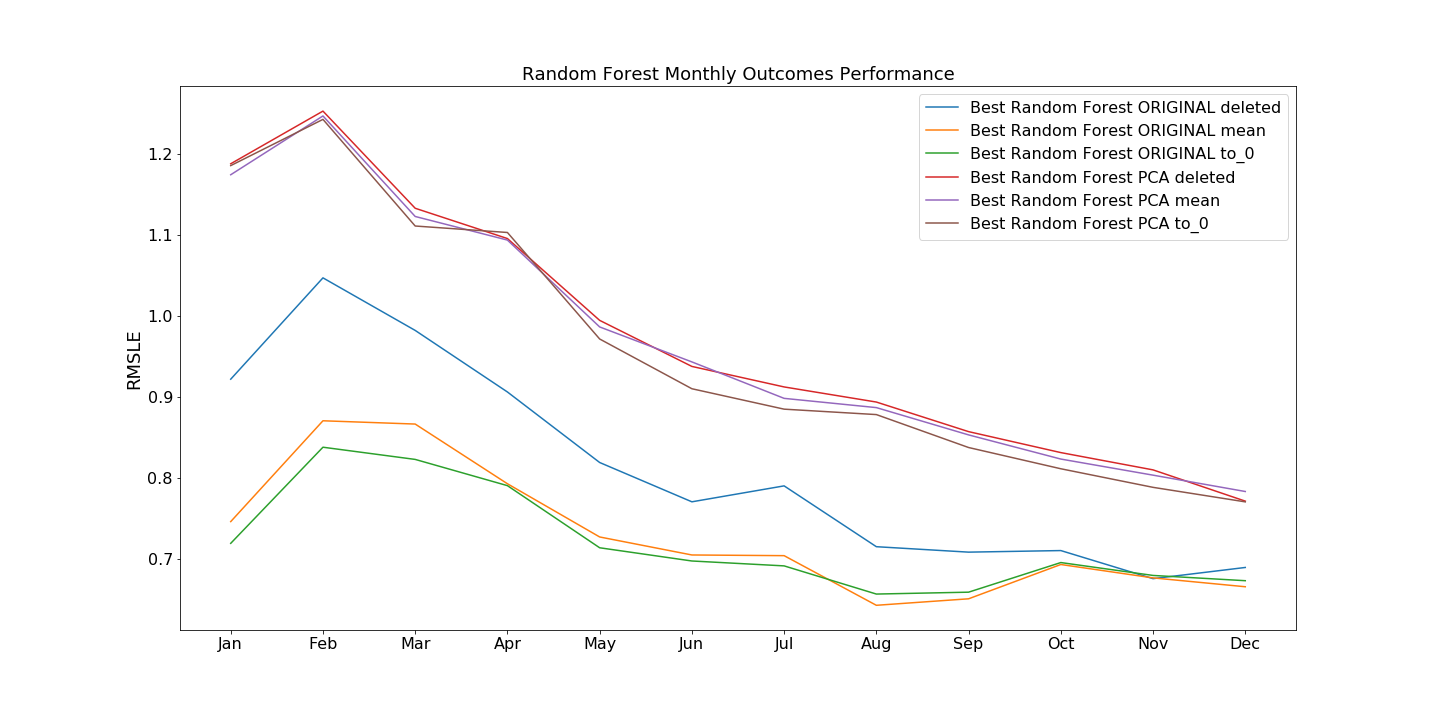 Random Forest Monthly Outcomes Performance
Best Random Forest ORIGINAL deleted
Best Random Forest ORIGINAL mean
Best Random Forest ORIGINAL to_0
Best Random Forest PCA deleted
Best Random Forest PCA mean
Best Random Forest PCA to_0
RMSLE
1.2
1.1
1.0
0.9
0.8
0.7
Jan Feb Mar Apr May Jun Jul Aug Sep Oct Nov Dec